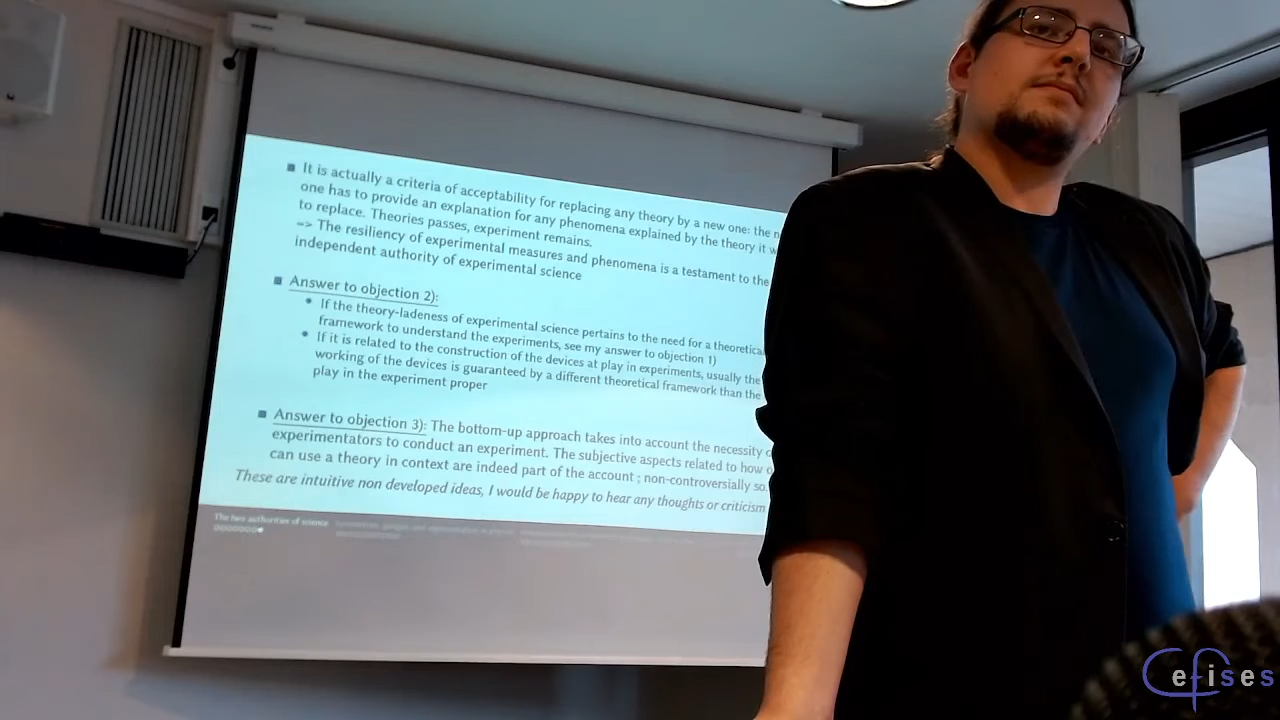 It is actually a criteria of acceptability for replacing any theory by a new one: the
one has to provide an explanation for any phenomena explained by the theory it
to replace. Theories passes, experiment remains.
=> The resiliency of experimental measures and phenomena is a testament to the
independent authority of experimental science
Answer to objection 2):
If the theory-ladeness of experimental science pertains to the need for a theoretical
framework to understand the experiments, see my answer to objection 1)
If it is related to the construction of the devices at play in experiments, usually the
working of the devices is guaranteed by a different theoretical framework than the
play in the experiment proper
Answer to objection 3): The bottom-up approach takes into account the necessity
experimentators to conduct an experiment. The subjective aspects related to how
can use a theory in context are indeed part of the account ; non-controversially so.
These are intuitive non developed ideas, I would be happy to hear any thoughts or criticism
The two authorities of science
Cefises